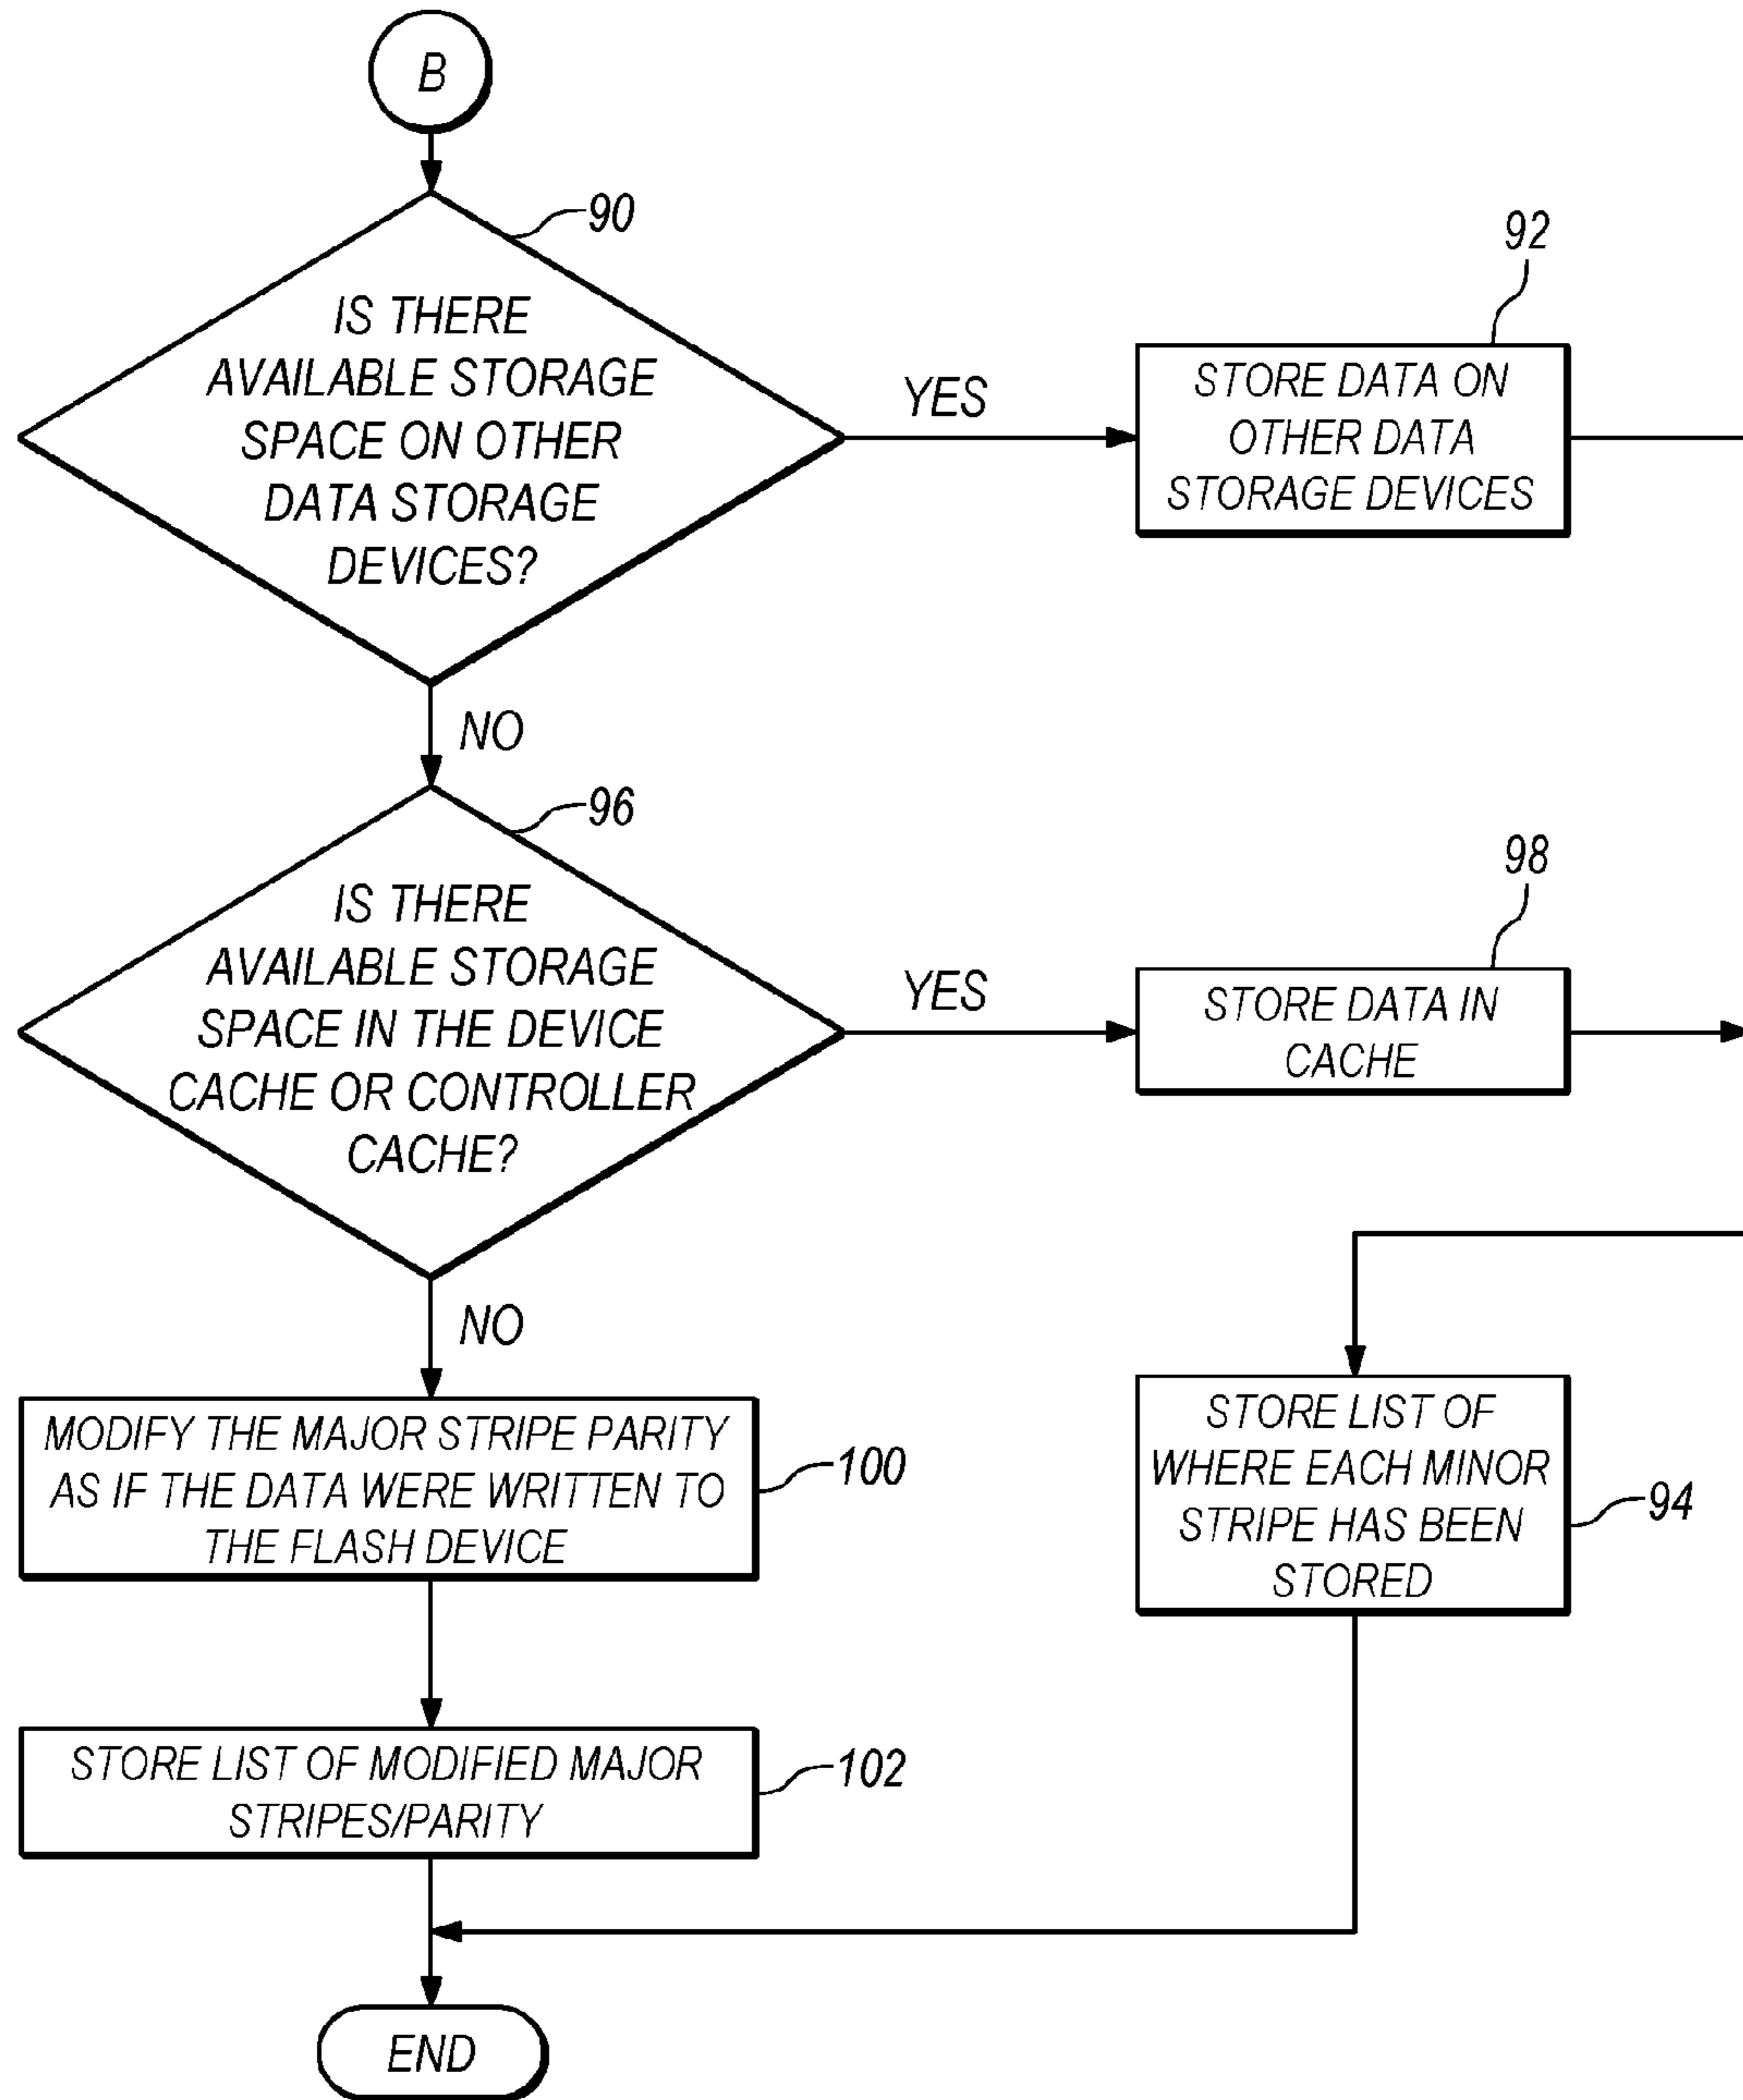 B
90
IS THERE
AVAILABLE STORAGE
SPACE ON OTHER
DATA STORAGE
DEVICES?
YES
92
STORE DATA ON
OTHER DATA
STORAGE DEVICES
NO
96
IS THERE
AVAILABLE STORAGE
SPACE IN THE DEVICE
CACHE OR CONTROLLER
CACHE?
YES
98
STORE DATA IN
CACHE
NO
MODIFY THE MAJOR STRIPE PARITY
AS IF THE DATA WERE WRITTEN TO
THE FLASH DEVICE
100
STORE LIST OF
WHERE EACH MINOR
STRIPE HAS BEEN
STORED
94
STORE LIST OF MODIFIED MAJOR
STRIPES/PARITY
102
END